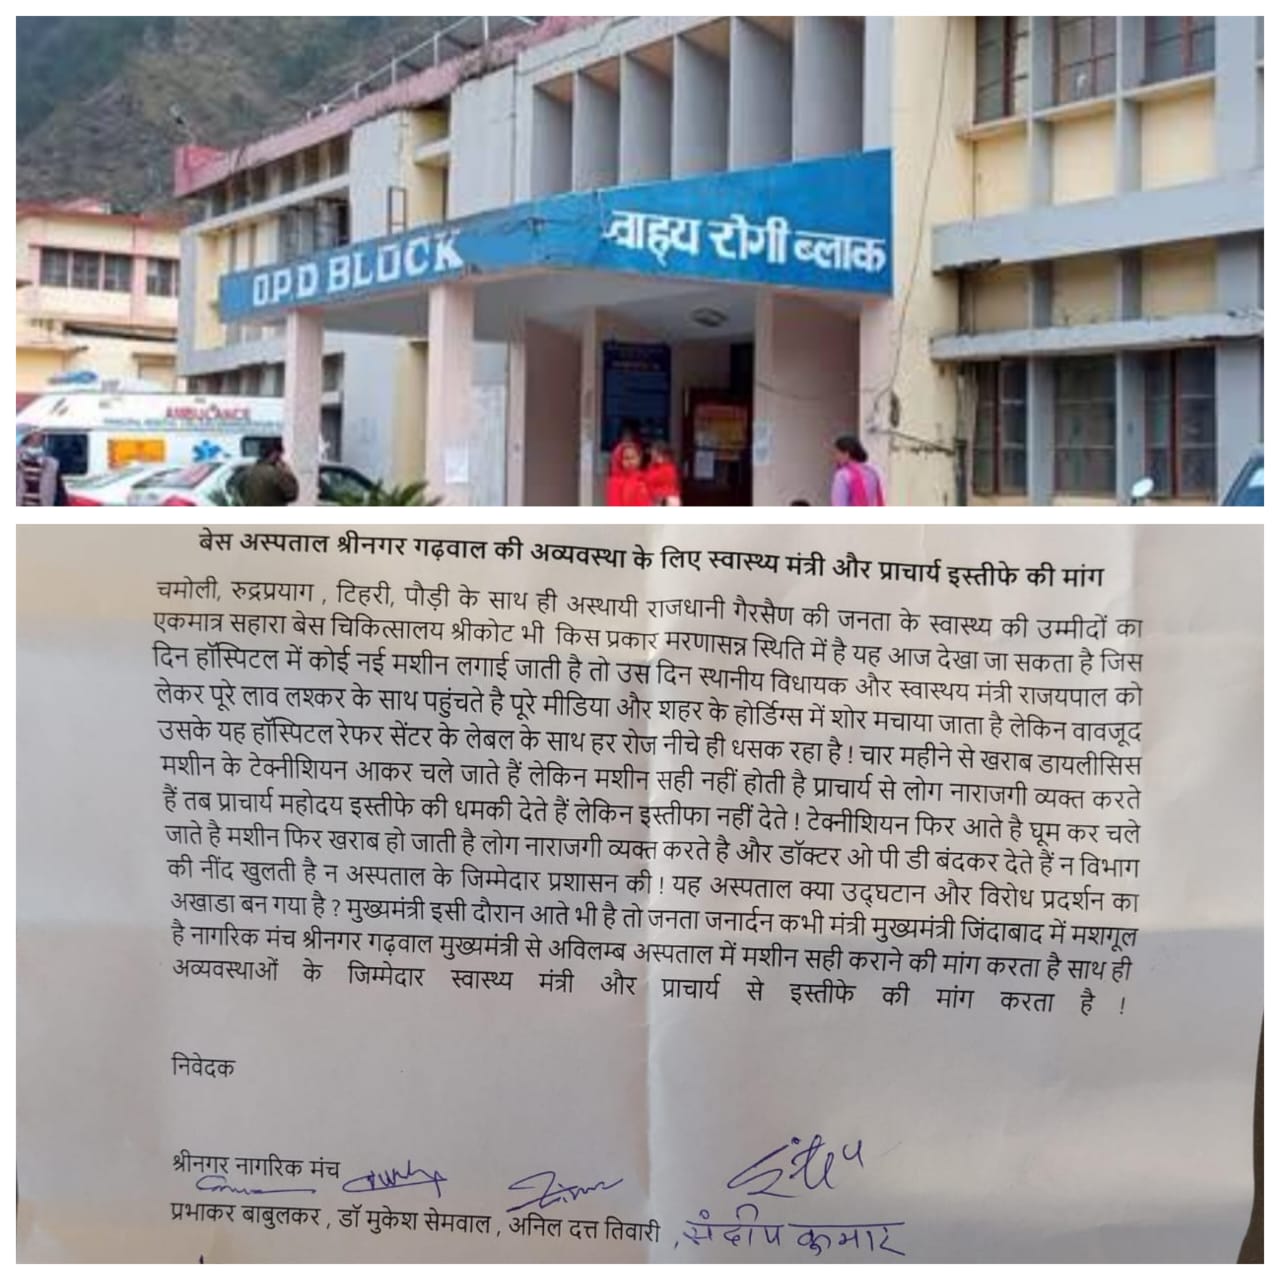 O.P.D BLOCK
वाह्य रोगी ब्लाक
AMBULANCE
बेस अस्पताल श्रीनगर गढ़वाल की अव्यवस्था के लिए स्वास्थ्य मंत्री और प्राचार्य इस्तीफे की मांग
चमोली, रुद्रप्रयाग , टिहरी, पौड़ी के साथ ही अस्थायी राजधानी गैरसैण की जनता के स्वास्थ्य की उम्मीदों का
एकमात्र सहारा बेस चिकित्सालय श्रीकोट भी किस प्रकार मरणासन्न स्थिति में है यह आज देखा जा सकता है जिस
दिन हॉस्पिटल में कोई नई मशीन लगाई जाती है तो उस दिन स्थानीय विधायक और स्वास्थय मंत्री राजयपाल को
लेकर पूरे लाव लश्कर के साथ पहुंचते है पूरे मीडिया और शहर के होर्डिंग्स में शोर मचाया जाता है लेकिन वावजूद
उसके यह हॉस्पिटल रेफर सेंटर के लेबल के साथ हर रोज नीचे ही धसक रहा है ! चार महीने से खराब डायलीसिस
मशीन के टेक्नीशियन आकर चले जाते हैं लेकिन मशीन सही नहीं होती है प्राचार्य से लोग नाराजगी व्यक्त करते
हैं तब प्राचार्य महोदय इस्तीफे की धमकी देते हैं लेकिन इस्तीफा नहीं देते ! टेक्नीशियन फिर आते है घूम कर चले
जाते है मशीन फिर खराब हो जाती है लोग नाराजगी व्यक्त करते है और डॉक्टर ओ पी डी बंदकर देते हैं न विभाग
की नींद खुलती है न अस्पताल के जिम्मेदार प्रशासन की ! यह अस्पताल क्या उद्घटान और विरोध प्रदर्शन का
अखाडा बन गया है ? मुख्यमंत्री इसी दौरान आते भी है तो जनता जनार्दन कभी मंत्री मुख्यमंत्री जिंदाबाद में मशगूल
है नागरिक मंच श्रीनगर गढ़वाल मुख्यमंत्री से अविलम्ब अस्पताल में मशीन सही कराने की मांग करता है साथ ही
अव्यवस्थाओं के जिम्मेदार स्वास्थ्य मंत्री और प्राचार्य से इस्तीफे की मांग करता है !
निवेदक
श्रीनगर नागरिक मंच
प्रभाकर बाबुलकर , डॉ मुकेश सेमवाल , अनिल दत्त तिवारी , संदीप कुमार